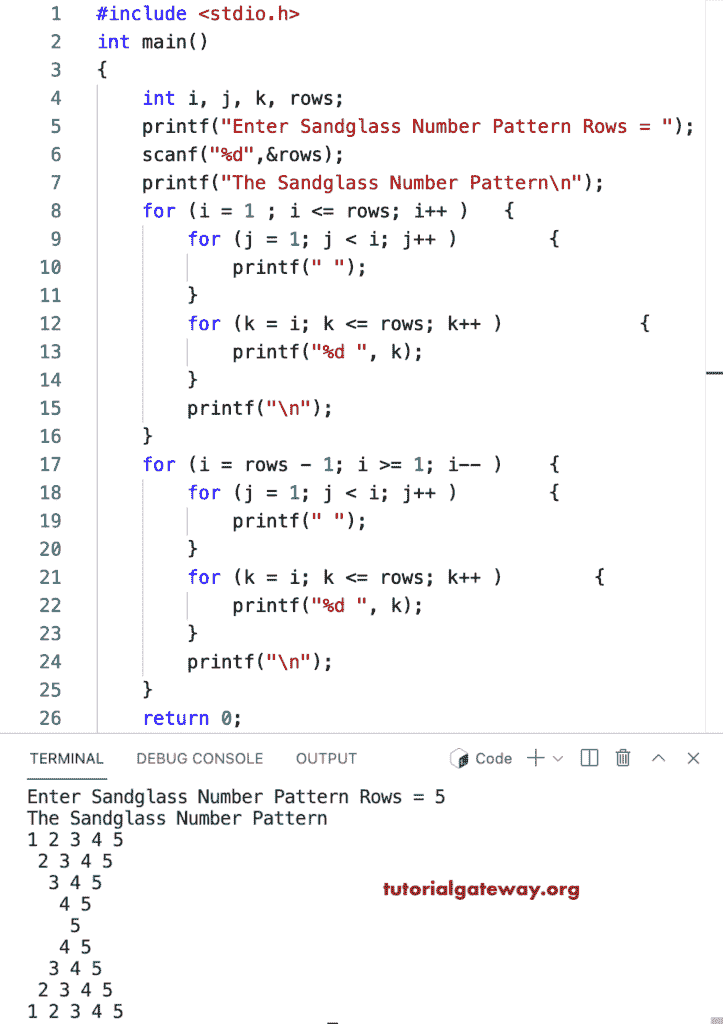 1 #include <stdio.h>
2 int main()
3 {
4     int i, j, k, rows;
5     printf("Enter Sandglass Number Pattern Rows = ");
6     scanf("%d",&rows);
7     printf("The Sandglass Number Pattern\n");
8     for (i = 1 ; i <= rows; i++ )   {
9         for (j = 1; j < i; j++ )        {
10             printf(" ");
11         }
12         for (k = i; k <= rows; k++ )            {
13             printf("%d ", k);
14         }
15         printf("\n");
16     }
17     for (i = rows - 1; i >= 1; i-- )    {
18         for (j = 1; j < i; j++ )        {
19             printf(" ");
20         }
21         for (k = i; k <= rows; k++ )        {
22             printf("%d ", k);
23         }
24         printf("\n");
25     }
26     return 0;
TERMINAL DEBUG CONSOLE OUTPUT Code
Enter Sandglass Number Pattern Rows = 5
The Sandglass Number Pattern
1 2 3 4 5
 2 3 4 5
  3 4 5
tutorialgateway.org
   4 5
    5
   4 5
  3 4 5
 2 3 4 5
1 2 3 4 5